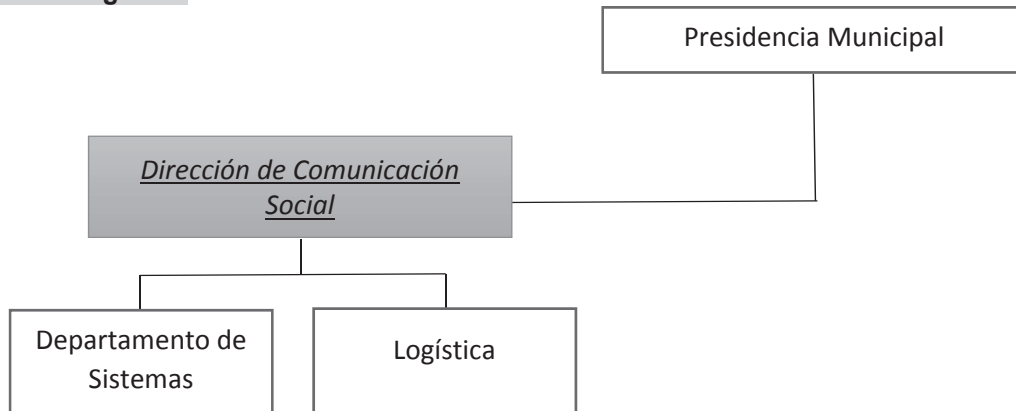 Presidencia Municipal
Dirección de Comunicación
Social
Departamento de
Sistemas
Logística